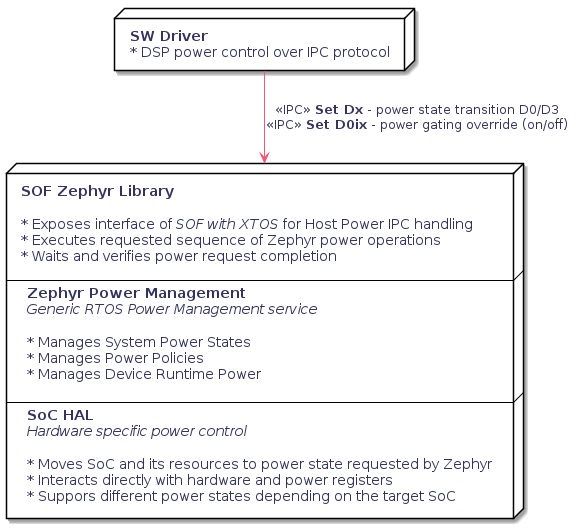 SW Driver
* DSP power control over IPC protocol
«IPC» Set Dx - power state transition D0/D3
«IPC» Set D0ix - power gating override (on/off)
SOF Zephyr Library
* Exposes interface of SOF with XTOS for Host Power IPC handling
* Executes requested sequence of Zephyr power operations
* Waits and verifies power request completion
Zephyr Power Management
Generic RTOS Power Management service
* Manages System Power States
* Manages Power Policies
* Manages Device Runtime Power
SoC HAL
Hardware specific power control
* Moves SoC and its resources to power state requested by Zephyr
* Interacts directly with hardware and power registers
* Suppors different power states depending on the target SoC